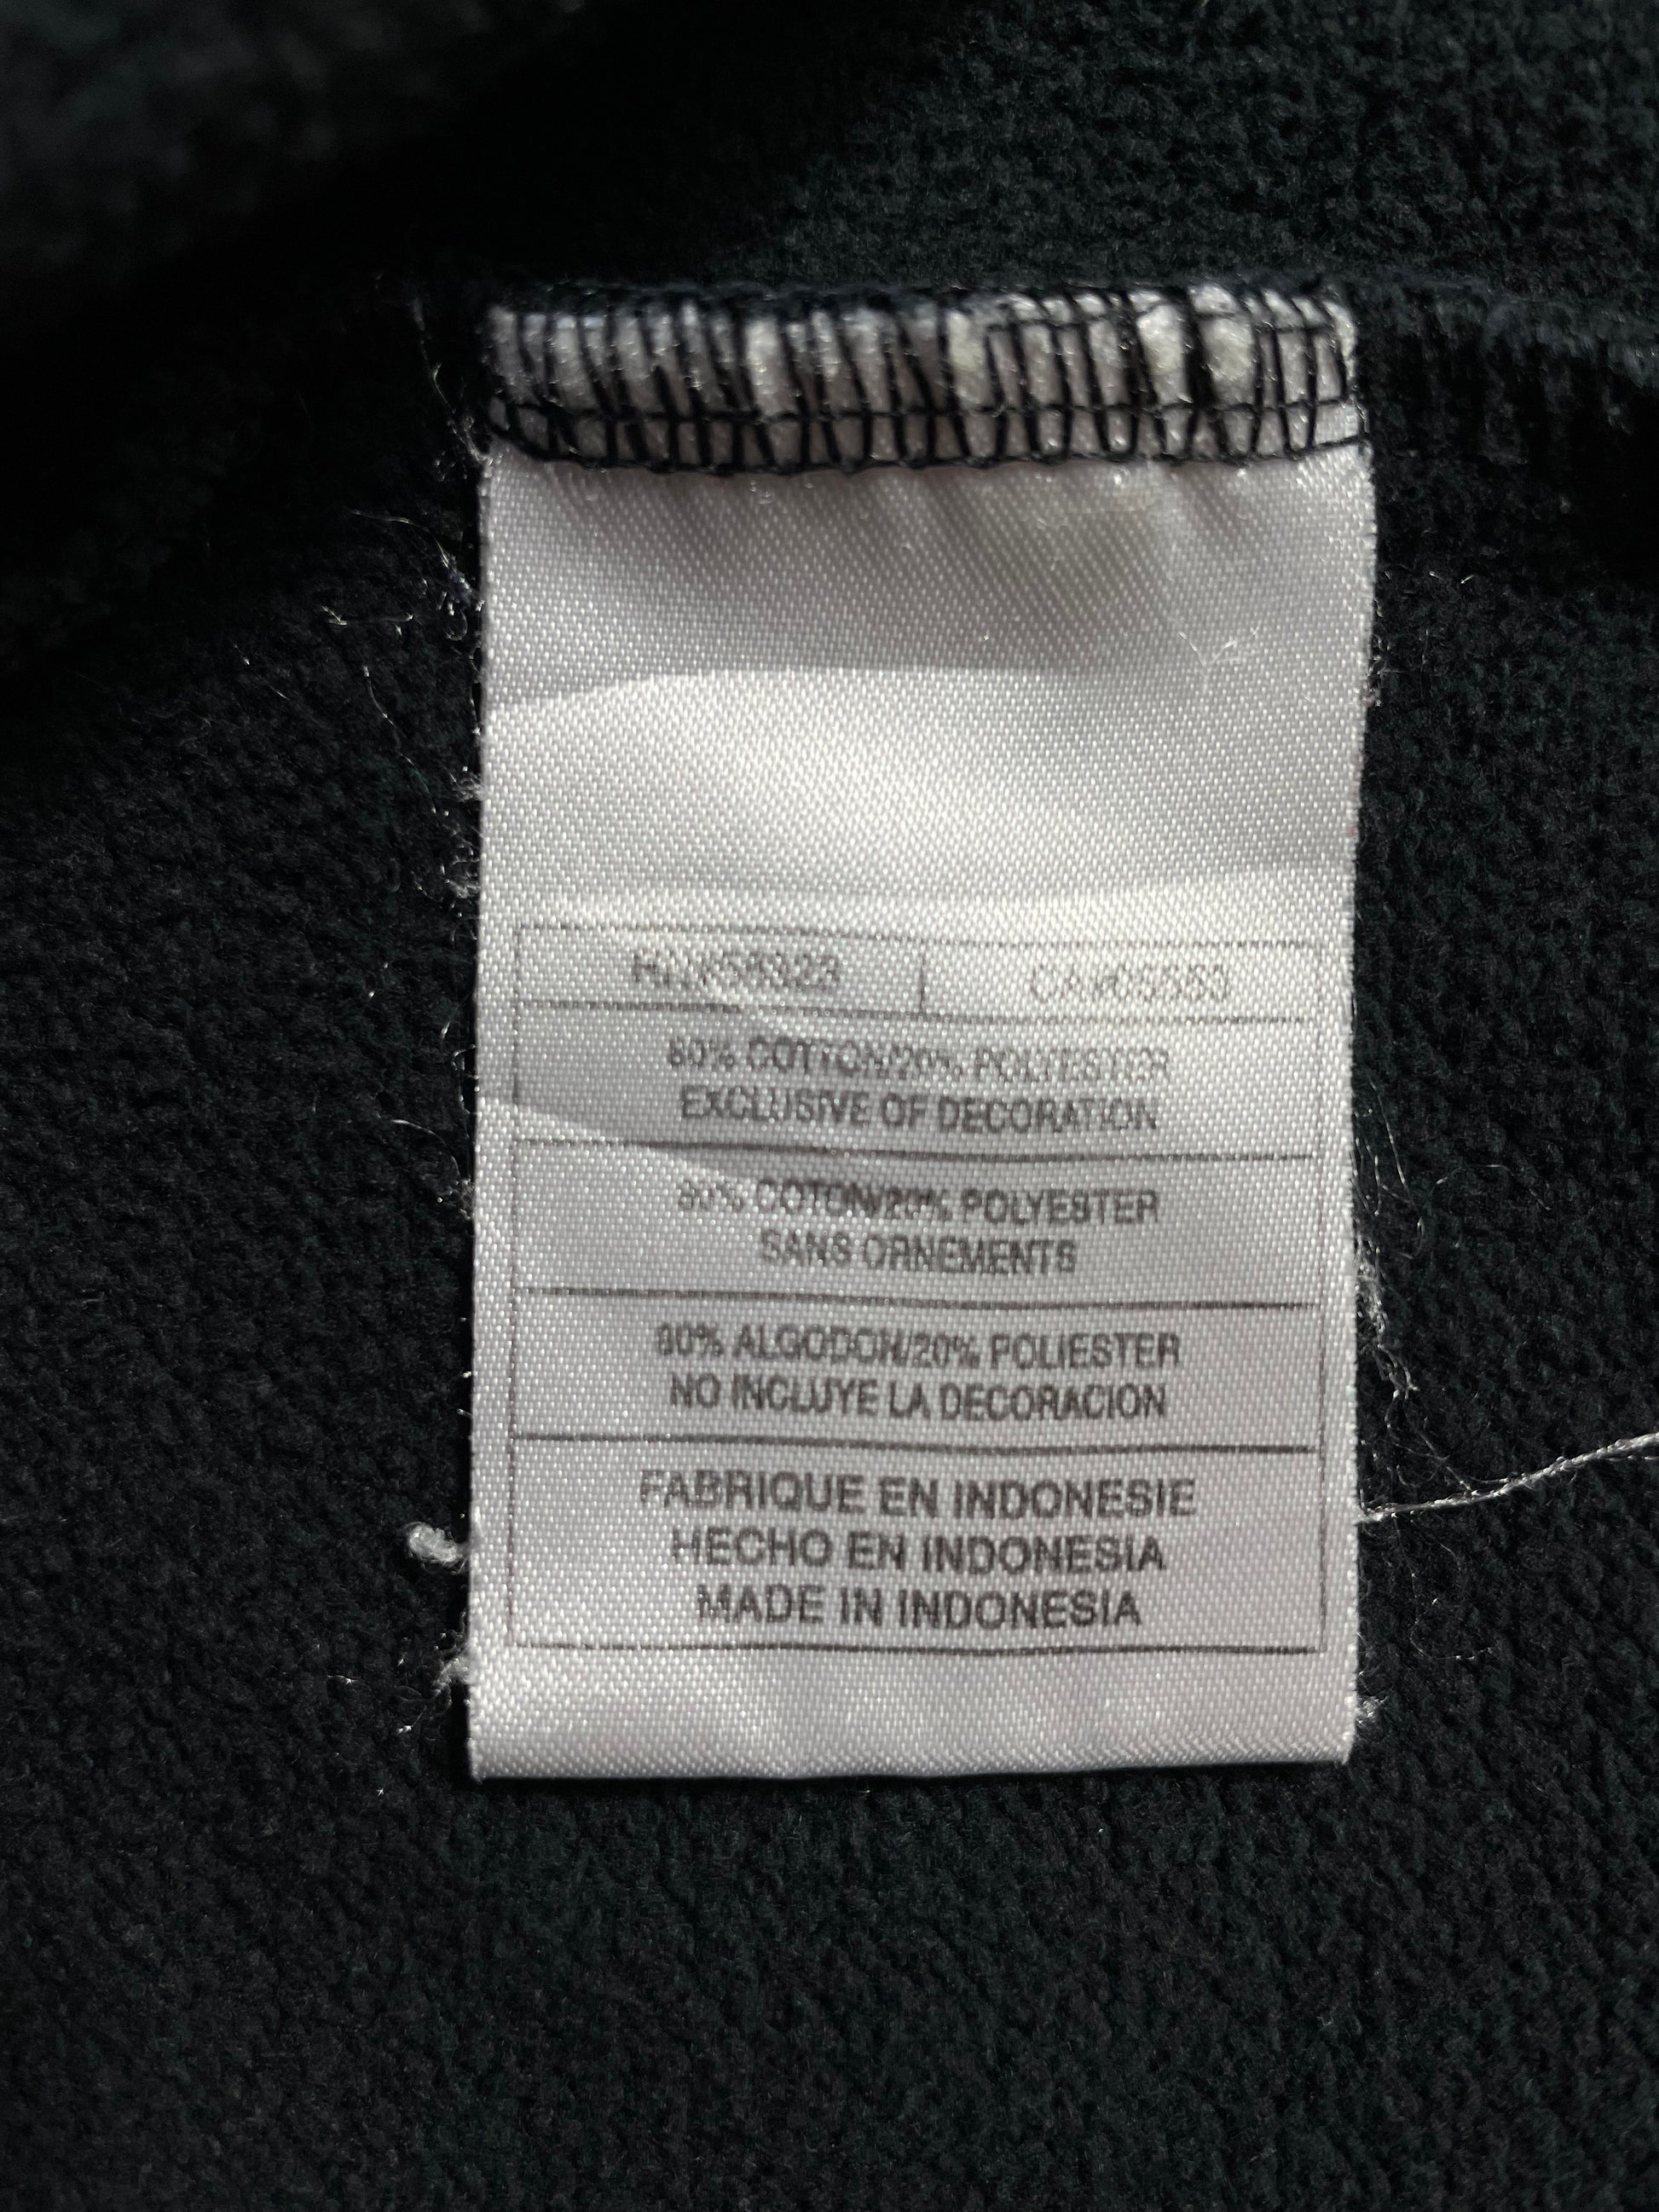 80% COTTON/20% POLYESTER
EXCLUSIVE OF DECORATION
80% COTON/20% POLYESTER
SANS ORNEMENTS
80% ALGODON/20% POLIESTER
NO INCLUYE LA DECORACION
FABRIQUE EN INDONESIE
HECHO EN INDONESIA
MADE IN INDONESIA